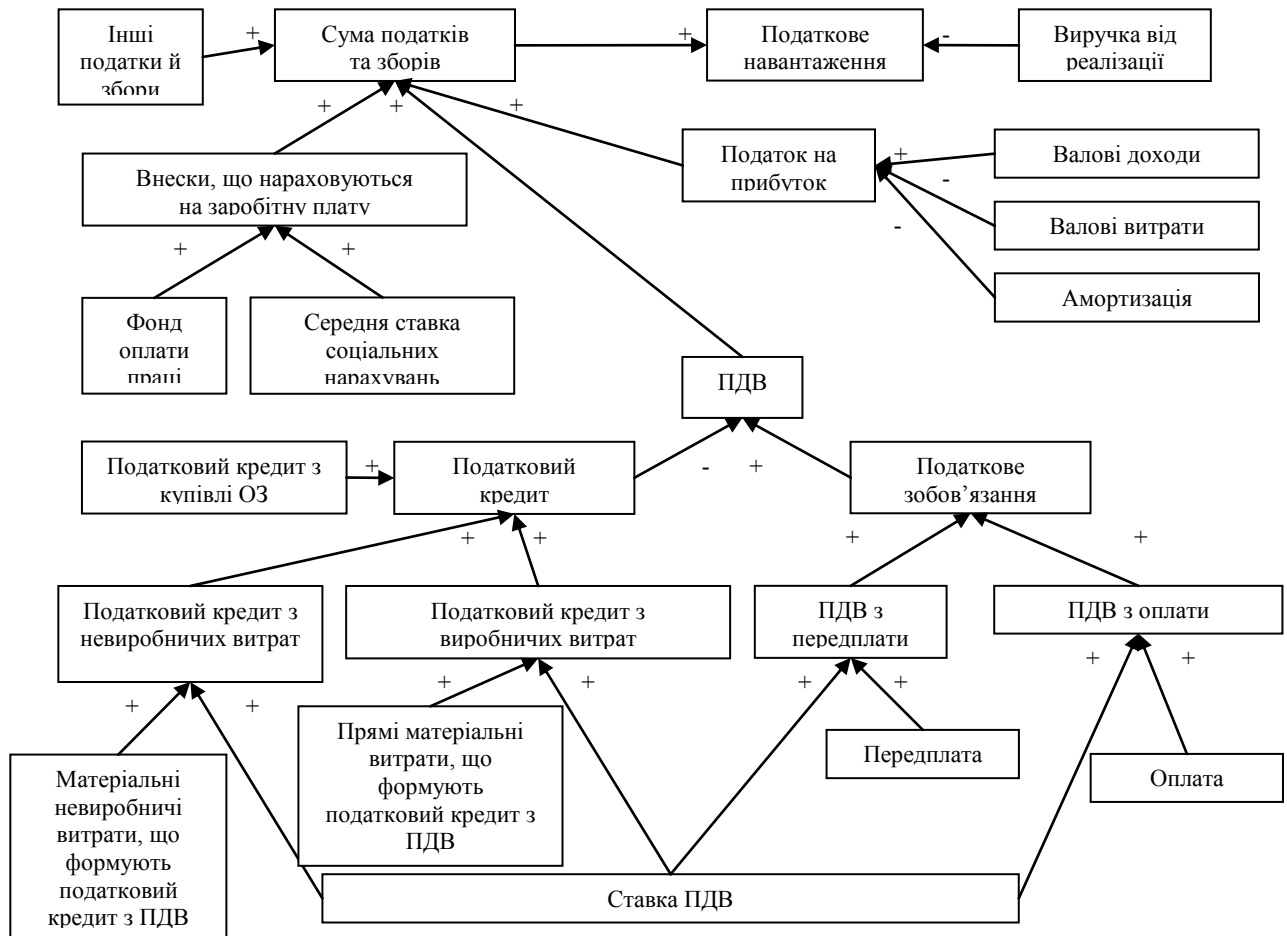 Інші
податки й
збори
+
Сума податків
та зборів
+
Податкове
навантаження
-
Виручка від
реалізації
+
+
+
Внески, що нараховуються
на заробітну плату
Податок на
прибуток
+
-
-
Валові доходи
Валові витрати
Амортизація
+
+
Фонд
оплати
праці
Середня ставка
соціальних
нарахувань
ПДВ
Податковий кредит з
купівлі ОЗ
+
Податковий
кредит
-
+
Податкове
зобов’язання
+
+
+
+
Податковий кредит з
невиробничих витрат
Податковий кредит з
виробничих витрат
ПДВ з
передплати
ПДВ з оплати
+
+
+
+
+
+
+
+
Матеріальні
невиробничі
витрати, що
формують
податковий
кредит з ПДВ
Прямі матеріальні
витрати, що
формують
податковий кредит з
ПДВ
Передплата
Оплата
Ставка ПДВ